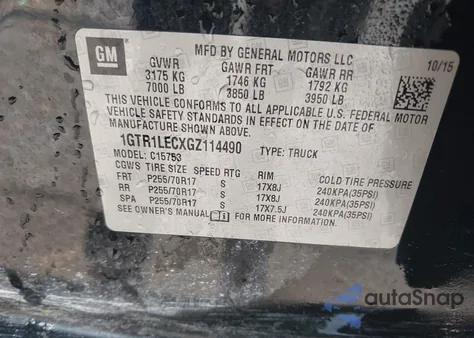 GM
MFD BY GENERAL MOTORS LLC
10/15
GVWR GAWR FRT GAWR RR
3175 KG 1746 KG 1792 KG
7000 LB 3850 LB 3950 LB
THIS VEHICLE CONFORMS TO ALL APPLICABLE U.S. FEDERAL MOTOR
VEHICLE SAFETY STANDARDS IN EFFECT ON THE DATE OF
MANUFACTURE SHOWN ABOVE.
1GTR1LECXGZ114490 TYPE: TRUCK
MODEL: C15753
CGWS TIRE SIZE SPEED RTG RIM COLD TIRE PRESSURE
FRT P255/70R17 S 17X8J 240KPA(35PSI)
RR P255/70R17 S 17X8J 240KPA(35PSI)
SPA P255/70R17 S 17X7.5J 240KPA(35PSI)
SEE OWNER'S MANUAL FOR MORE INFORMATION.
autoSnap